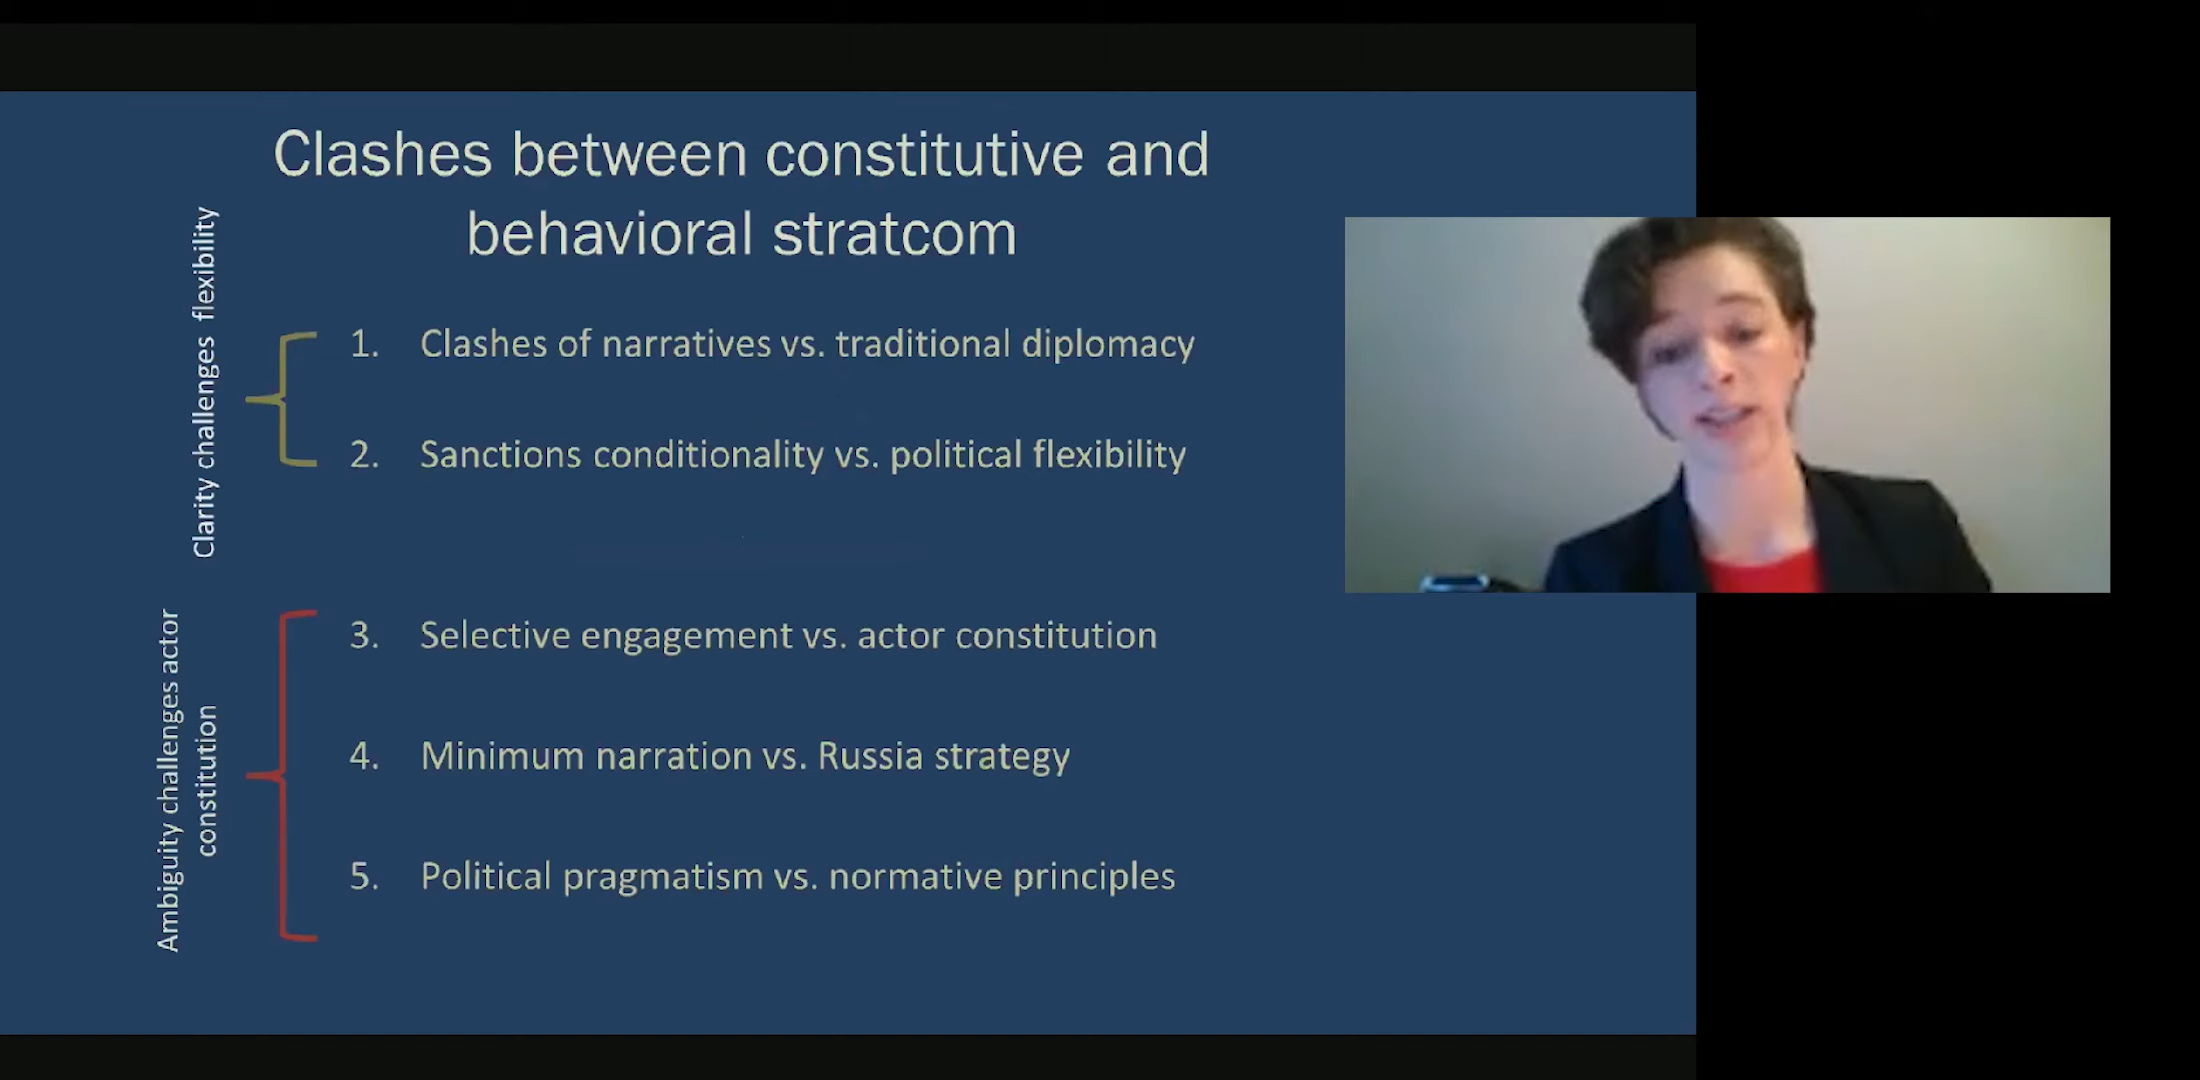 Clashes between constitutive and
behavioral stratcom
Clarity challenges flexibility
1. Clashes of narratives vs. traditional diplomacy
2. Sanctions conditionality vs. political flexibility
Ambiguity challenges actor
constitution
3. Selective engagement vs. actor constitution
4. Minimum narration vs. Russia strategy
5. Political pragmatism vs. normative principles